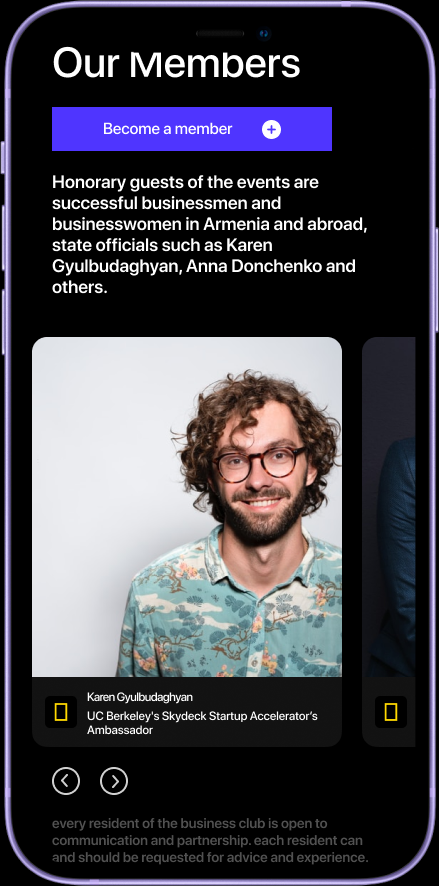 Our Members
Become a member
Honorary guests of the events are
successful businessmen and
businesswomen in Armenia and abroad,
state officials such as Karen
Gyulbudaghyan, Anna Donchenko and
others.
Karen Gyulbudaghyan
UC Berkeley's Skydeck Startup Accelerator's
Ambassador
every resident of the business club is open to
communication and partnership. each resident can
and should be requested for advice and experience.